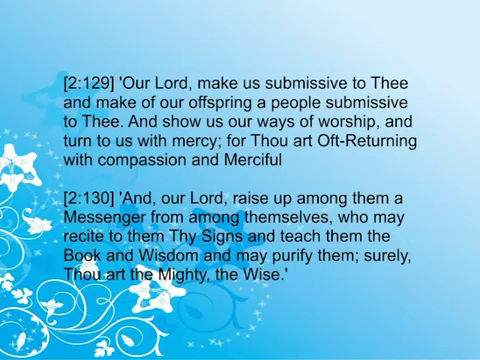 [2:129] 'Our Lord, make us submissive to Thee
and make of our offspring a people submissive
to Thee. And show us our ways of worship, and
turn to us with mercy; for Thou art Oft-Returning
with compassion and Merciful
[2:130] 'And, our Lord, raise up among them a
Messenger from among themselves, who may
recite to them Thy Signs and teach them the
Book and Wisdom and may purify them; surely,
Thou art the Mighty, the Wise.'